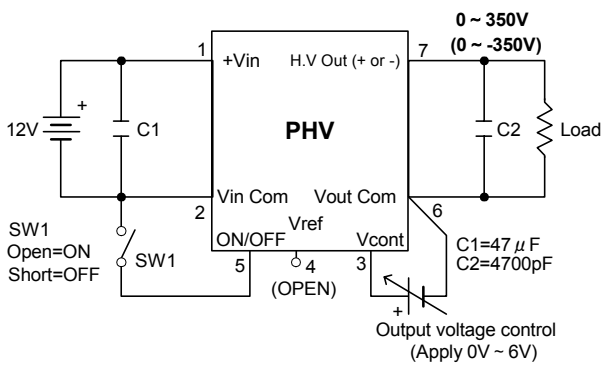 0 ~ 350V
(0 ~ -350V)
1
7
+Vin
H.V Out (+ or -)
+
12V
C1
PHV
C2
Load
Vin Com
Vout Com
2
6
SW1
Open=ON
Short=OFF
SW1
Vref
ON/OFF
Vcont
5
4
3
(OPEN)
C1=47 μF
C2=4700pF
+
Output voltage control
(Apply 0V ~ 6V)